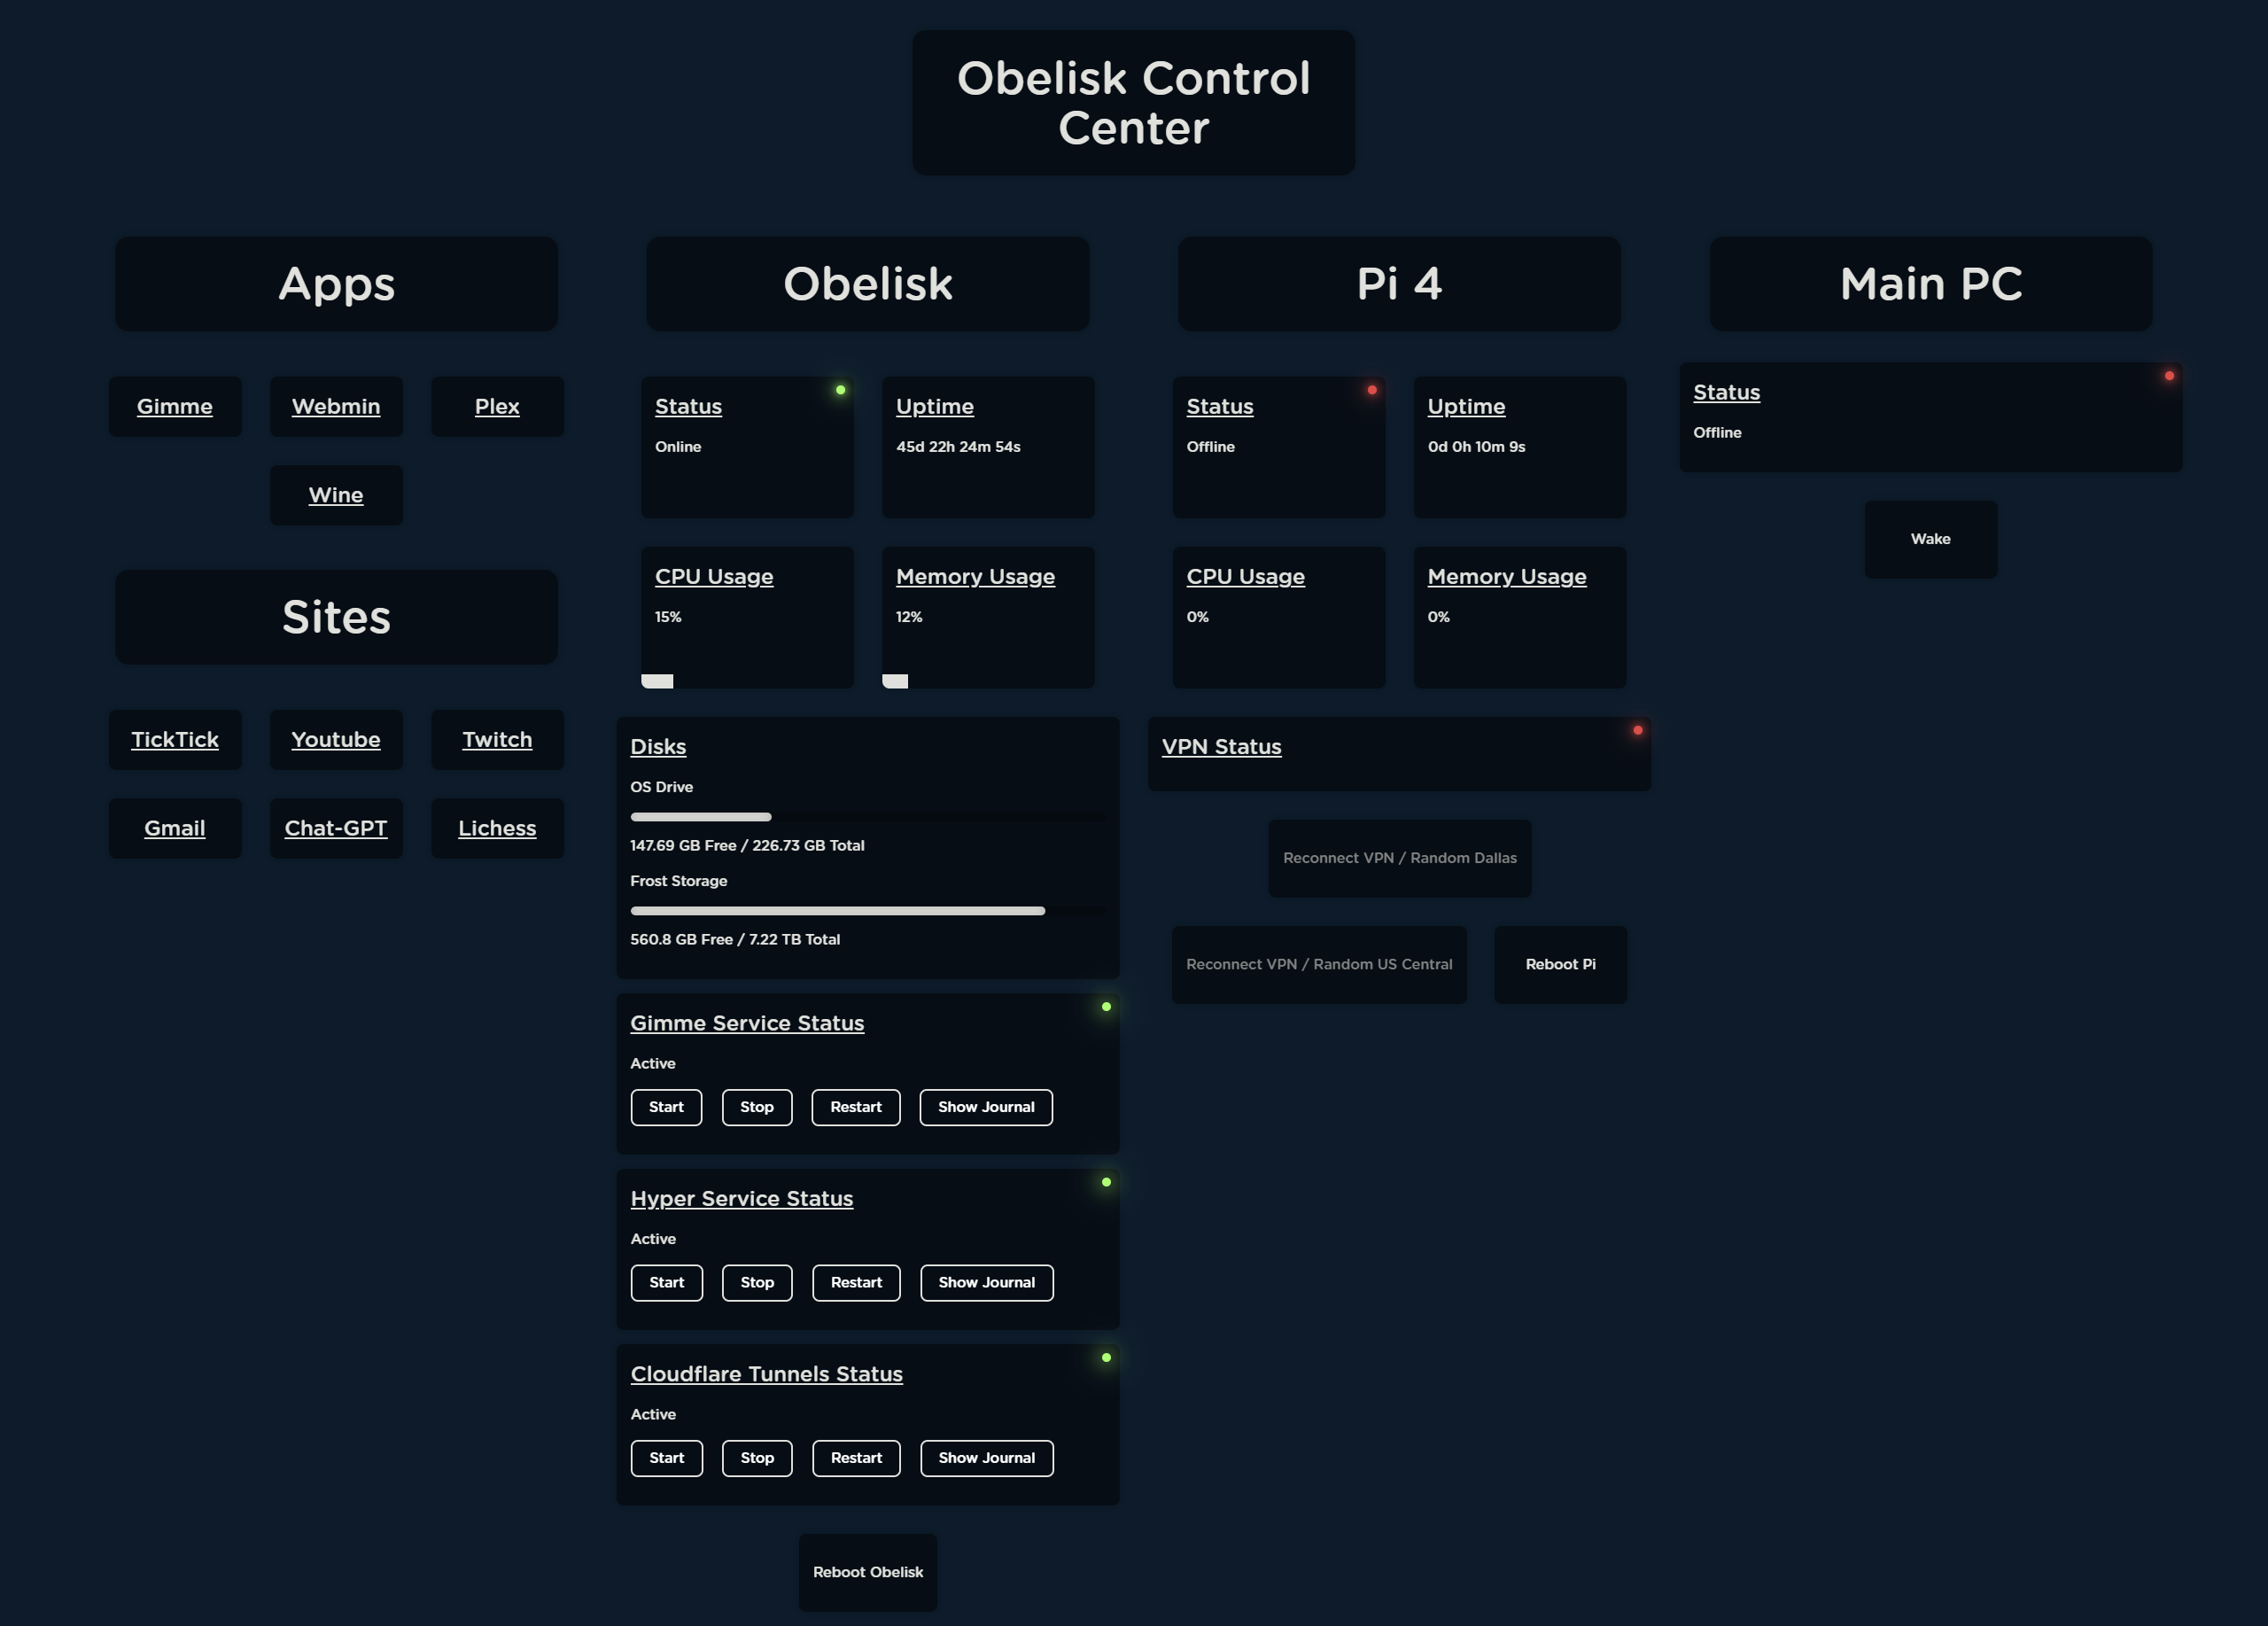 Obelisk Control
Center
Apps
Gimme
Webmin
Plex
Wine
Sites
TickTick
Youtube
Twitch
Gmail
Chat-GPT
Lichess
Obelisk
Status
Online
Uptime
45d 22h 24m 54s
CPU Usage
15%
Memory Usage
12%
Disks
OS Drive
147.69 GB Free / 226.73 GB Total
Frost Storage
560.8 GB Free / 7.22 TB Total
Gimme Service Status
Active
Start Stop Restart Show Journal
Hyper Service Status
Active
Start Stop Restart Show Journal
Cloudflare Tunnels Status
Active
Start Stop Restart Show Journal
Reboot Obelisk
Pi 4
Status
Offline
Uptime
0d 0h 10m 9s
CPU Usage
0%
Memory Usage
0%
VPN Status
Reconnect VPN / Random Dallas
Reconnect VPN / Random US Central
Reboot Pi
Main PC
Status
Offline
Wake